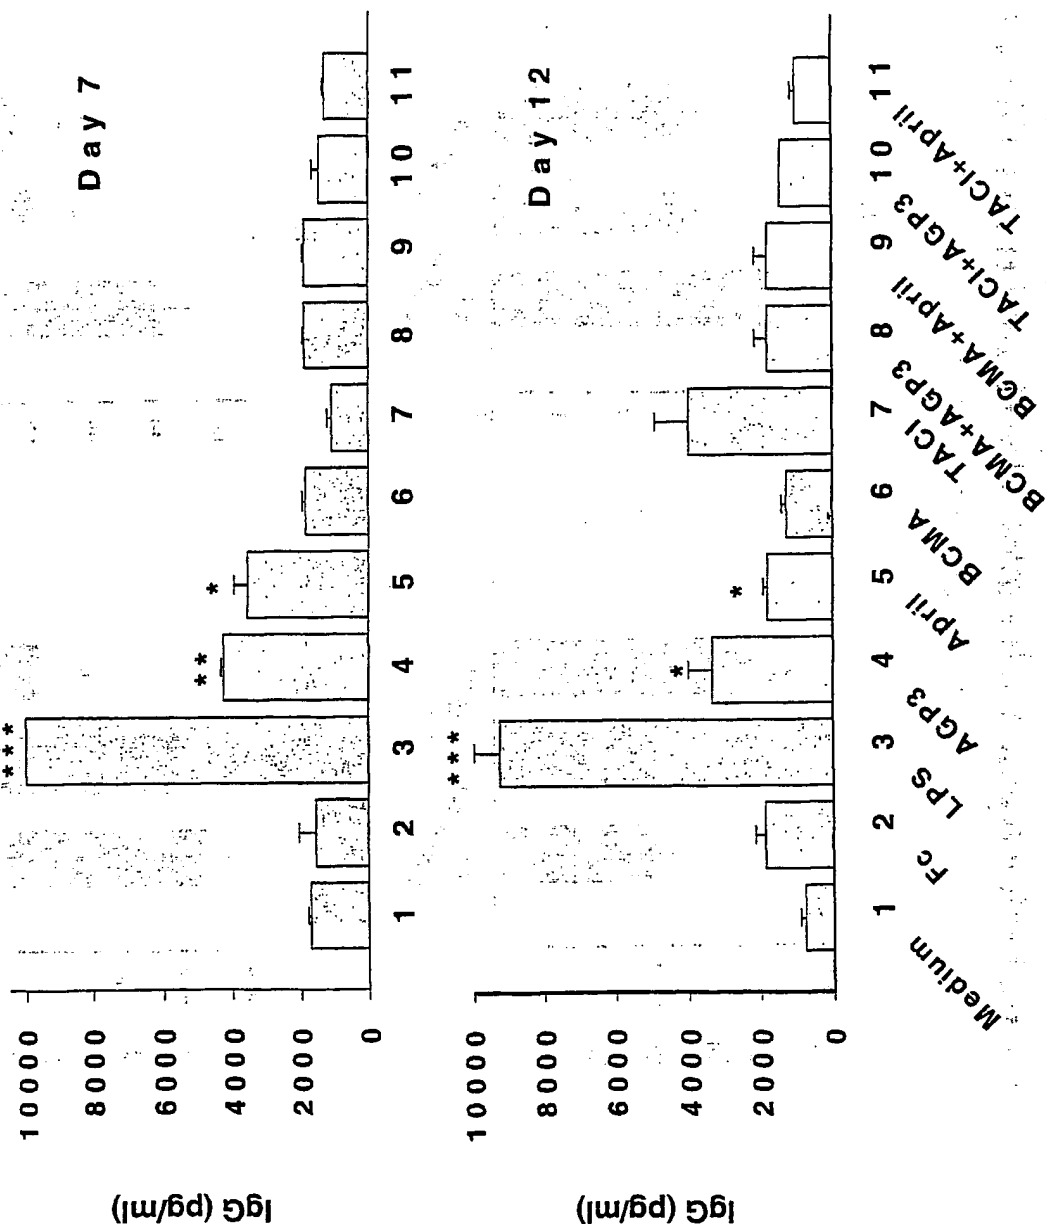 Day 7
IgG (pg/ml)
10000
8000
6000
4000
2000
0
***
**
*
1 2 3 4 5 6 7 8 9 10 11
Day 12
IgG (pg/ml)
10000
8000
6000
4000
2000
0
***
*
*
1 2 3 4 5 6 7 8 9 10 11
Medium
Fc
LPS
AGP3
April
BCMA
TACI
BCMA+AGP3
BCMA+April
TACI+AGP3
TACI+April